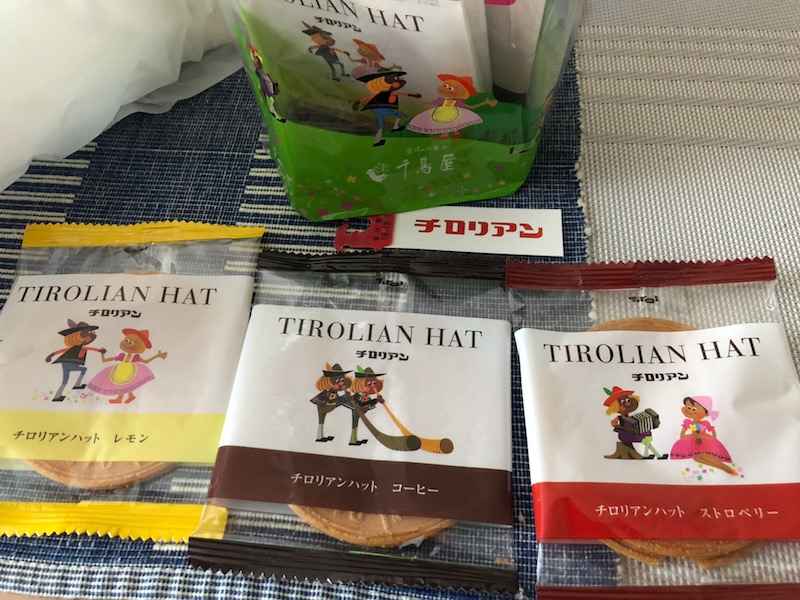 TIROLIAN HAT
チロリアン
千鳥屋
チロリアン
TIROLIAN HAT
チロリアン
チロリアンハット レモン
TIROLIAN HAT
チロリアン
チロリアンハット コーヒー
Tirol
TIROLIAN HAT
チロリアン
チロリアンハット ストロベリー